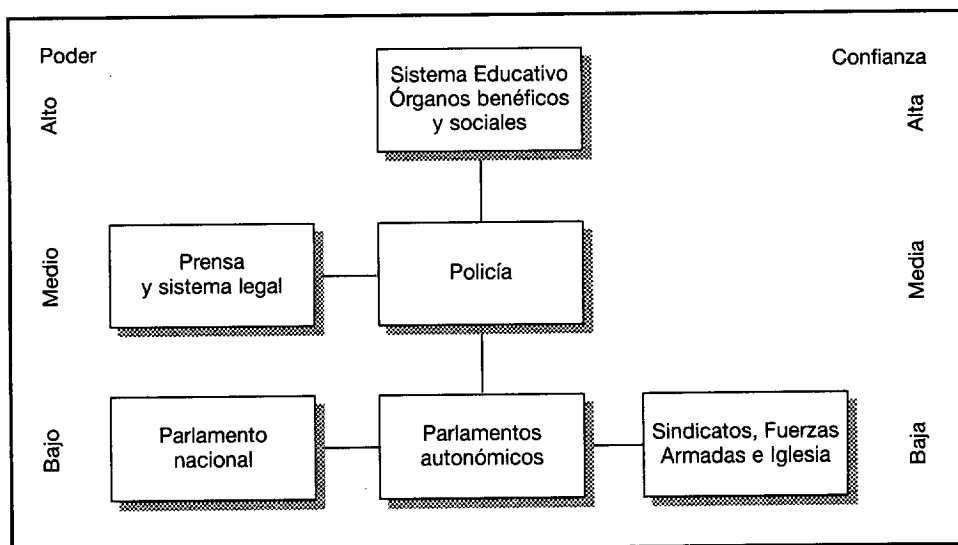 Poder
Confianza
Sistema Educativo
Órganos benéficos
y sociales
Alto
Alta
Prensa
y sistema legal
Policía
Medio
Media
Parlamento
nacional
Parlamentos
autonómicos
Sindicatos, Fuerzas
Armadas e Iglesia
Bajo
Baja